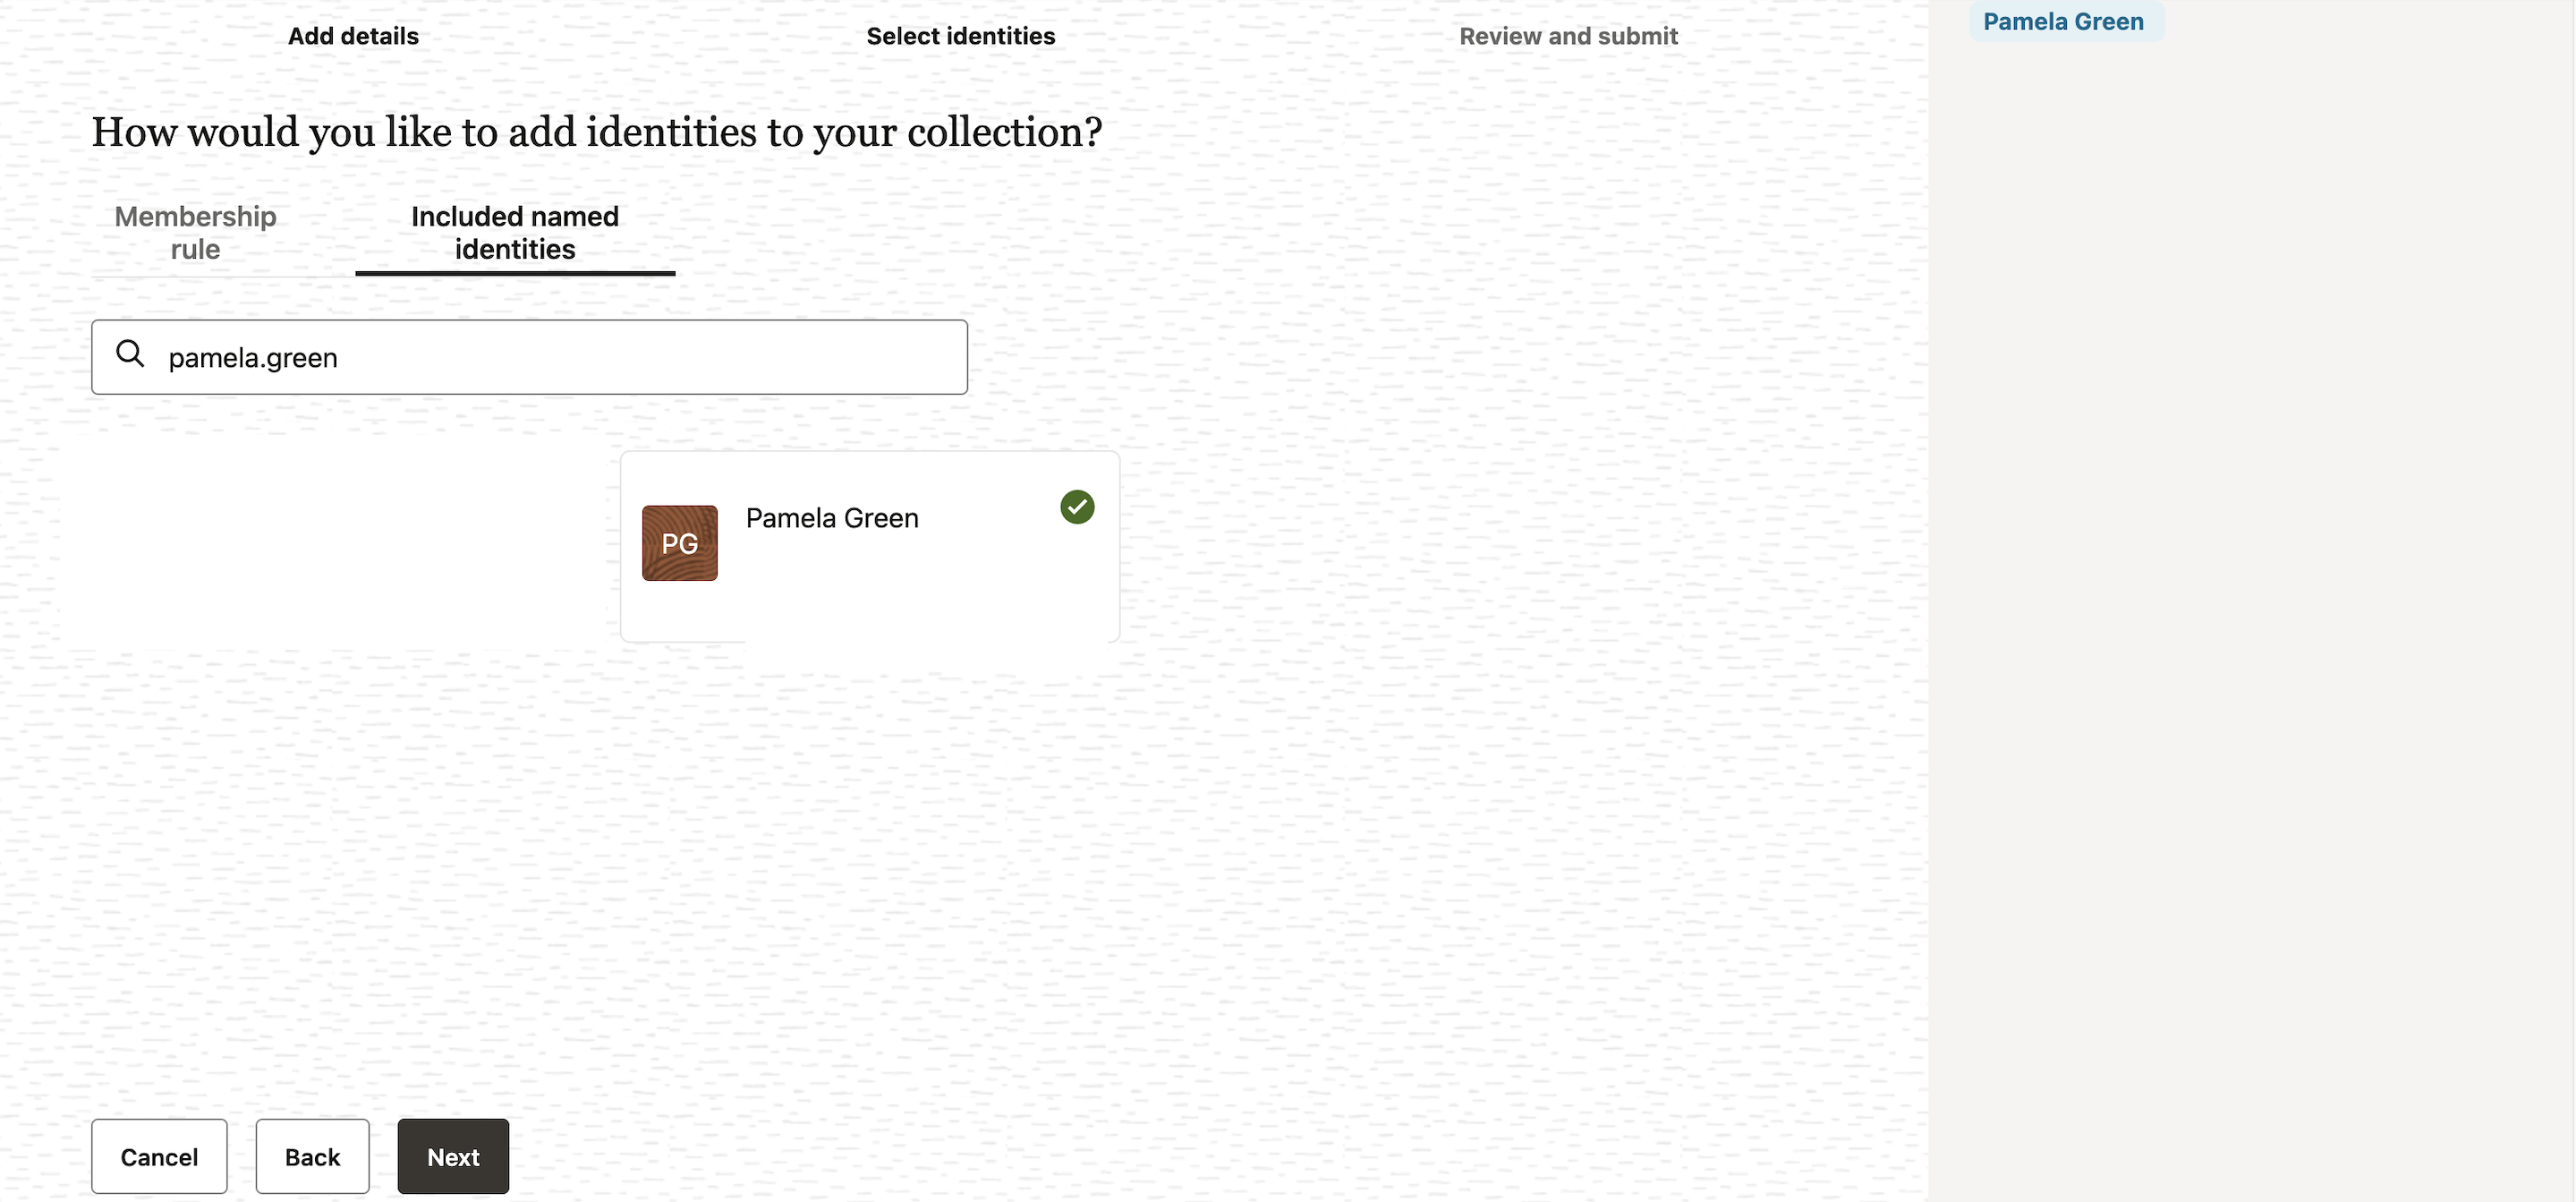 Add details
Select identities
Review and submit
Pamela Green
How would you like to add identities to your collection?
Membership
rule
Included named
identities
pamela.green
PG
Pamela Green
Cancel
Back
Next